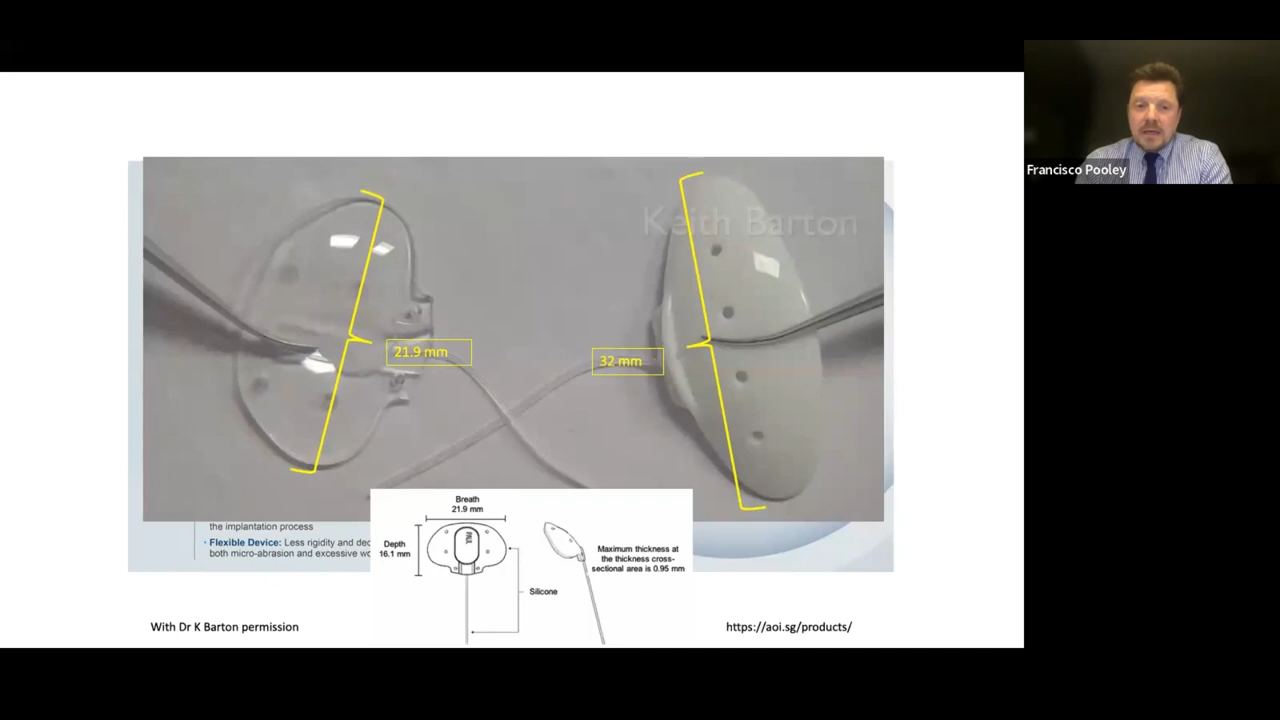 Francisco Pooley
Keith Barton
21.9 mm
32 mm
the implantation process
• Flexible Device: Less rigidity and
both micro-abrasion and excessive
Breath
21.9 mm
Depth
16.1 mm
PAUL
Maximum thickness at
the thickness cross-
sectional area is 0.95 mm
Silicone
With Dr K Barton permission
https://aoi.sg/products/